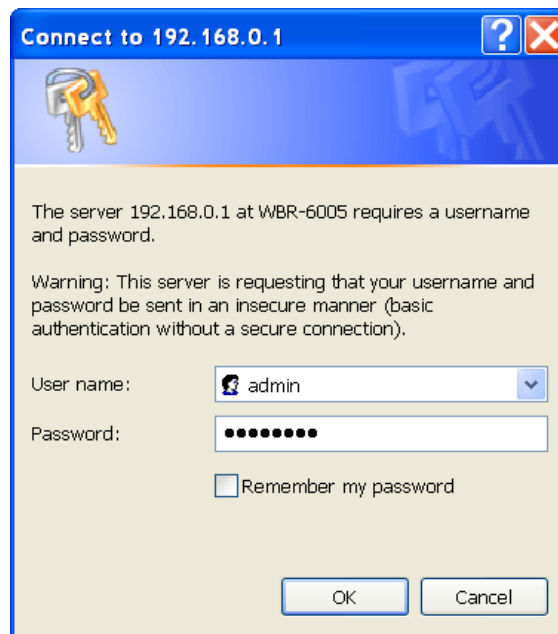 Connect to 192.168.0.1
The server 192.168.0.1 at WBR-6005 requires a username
and password.
Warning: This server is requesting that your username and
password be sent in an insecure manner (basic
authentication without a secure connection).
User name:
admin
Password:
••••••••
Remember my password
OK
Cancel